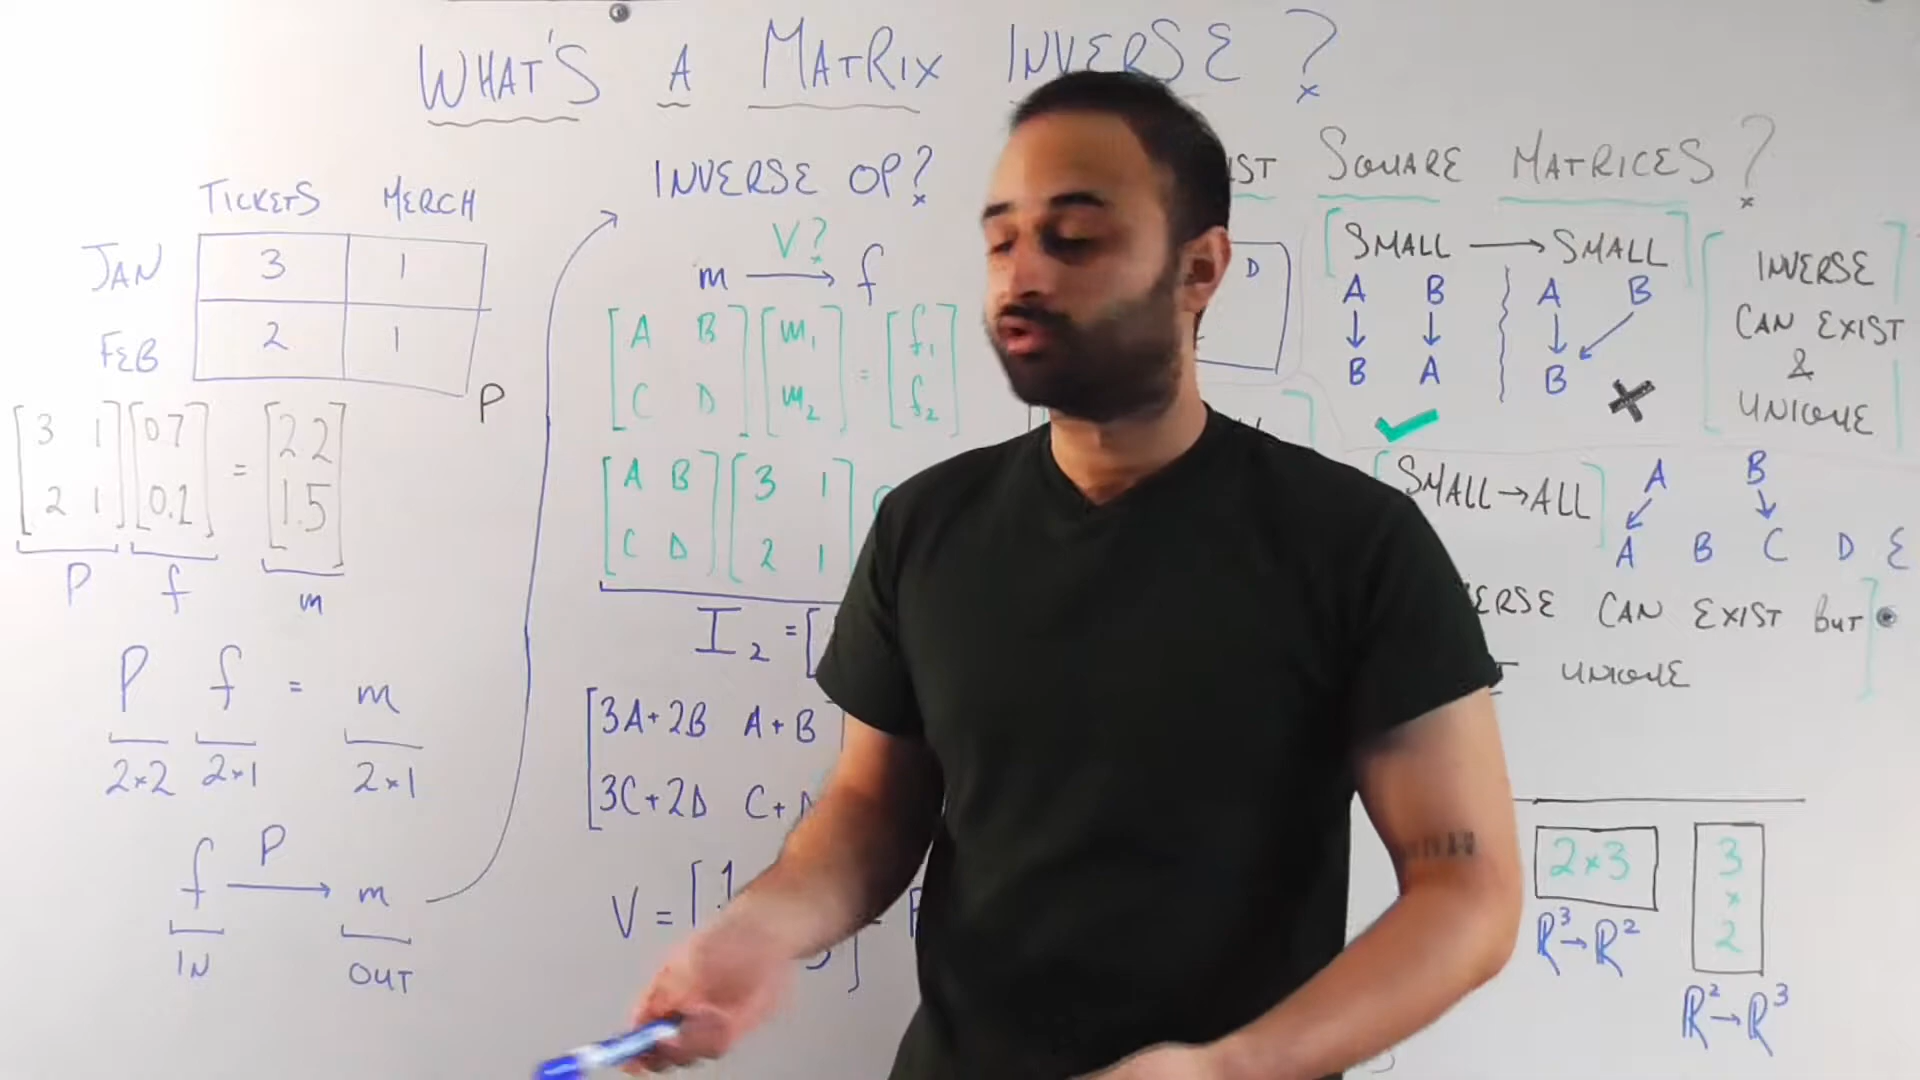 WHAT'S A MATRIX INVERSE ?
TICKETS MERCH
JAN 3 1
FEB 2 1
P
[3 1] [0.7] = [2.2]
[2 1] [0.1] [1.5]
P f m
P f = m
2×2 2×1 2×1
f P→ m
IN OUT
INVERSE OP?
V?
m → f
[A B] [m₁] = [f₁]
[C D] [m₂] [f₂]
[A B] [3 1]
[C D] [2 1]
I₂ = [
[3A+2B A+B
3C+2D C+D
V = [1
SQUARE MATRICES ?
D
SMALL → SMALL
A B A B
↓ ↓ ↓ ↙
B A B
✓ ✗
INVERSE
CAN EXIST
&
UNIQUE
SMALL→ALL
A B
A B C D E
CAN EXIST BUT
UNIQUE
2×3
R³→R²
3
×
2
R²→R³